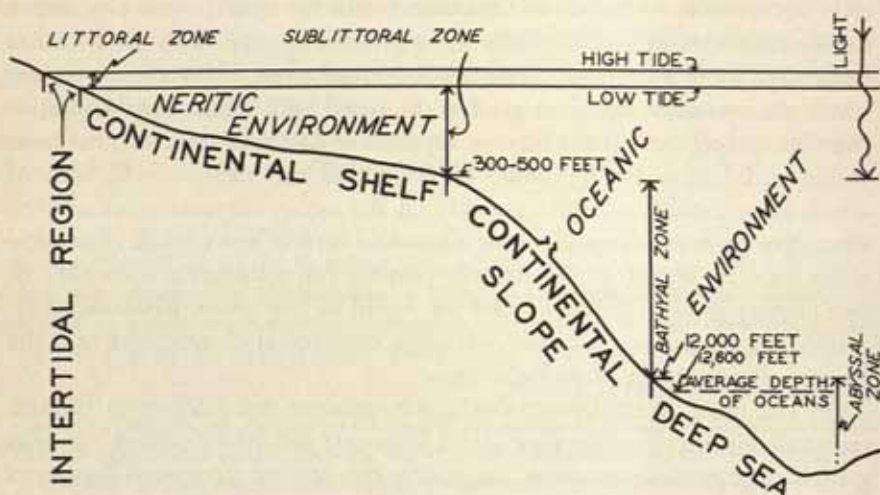 LITTORAL ZONE
SUBLITTORAL ZONE
LIGHT
HIGH TIDE
LOW TIDE
NERITIC
ENVIRONMENT
CONTINENTAL SHELF
300-500 FEET
INTERTIDAL REGION
OCEANIC
ENVIRONMENT
CONTINENTAL
SLOPE
BATHYAL ZONE
12,000 FEET
12,600 FEET
(AVERAGE DEPTH
OF OCEANS
ABYSSAL
ZONE
DEEP SEA